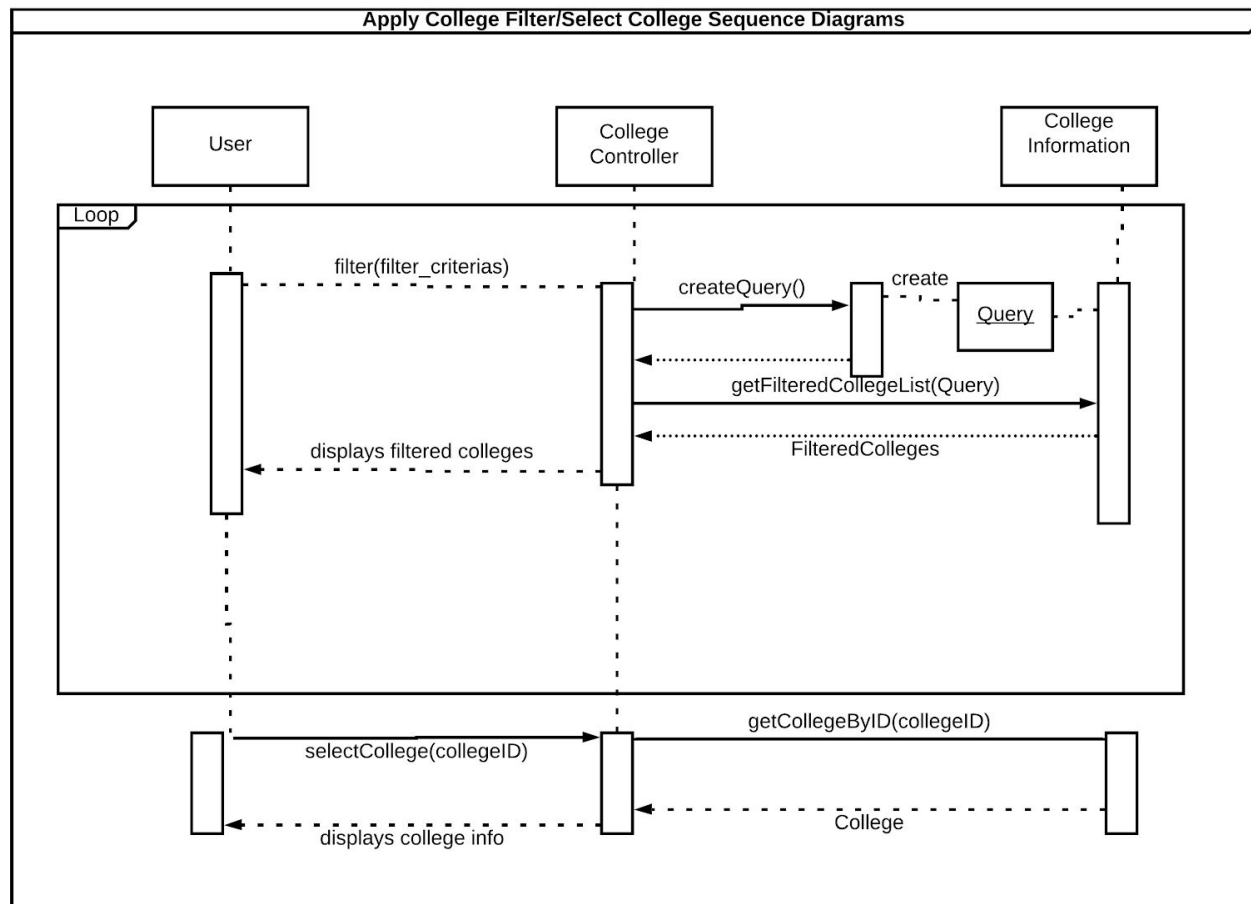 Apply College Filter/Select College Sequence Diagrams
User
College
Controller
College
Information
Loop
filter(filter_criterias)
createQuery()
create
Query
getFilteredCollegeList(Query)
FilteredColleges
displays filtered colleges
getCollegeByID(collegeID)
selectCollege(collegeID)
College
displays college info